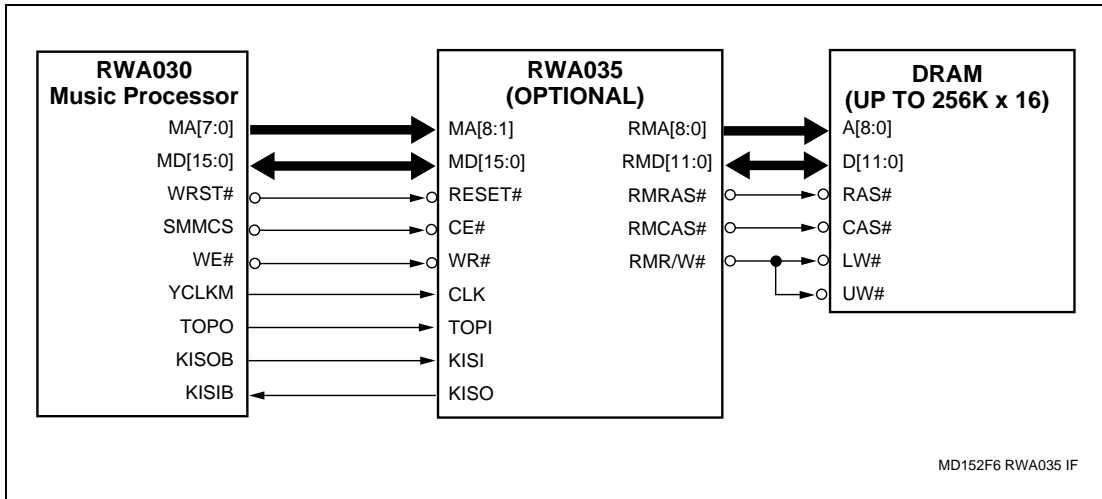 RWA030
Music Processor
MA[7:0]
MD[15:0]
WRST#
SMMCS
WE#
YCLKM
TOPO
KISOB
KISIB
RWA035
(OPTIONAL)
MA[8:1]
MD[15:0]
RESET#
CE#
WR#
CLK
TOPI
KISI
KISO
RMA[8:0]
RMD[11:0]
RMRAS#
RMCAS#
RMR/W#
DRAM
(UP TO 256K x 16)
A[8:0]
D[11:0]
RAS#
CAS#
LW#
UW#
MD152F6 RWA035 IF